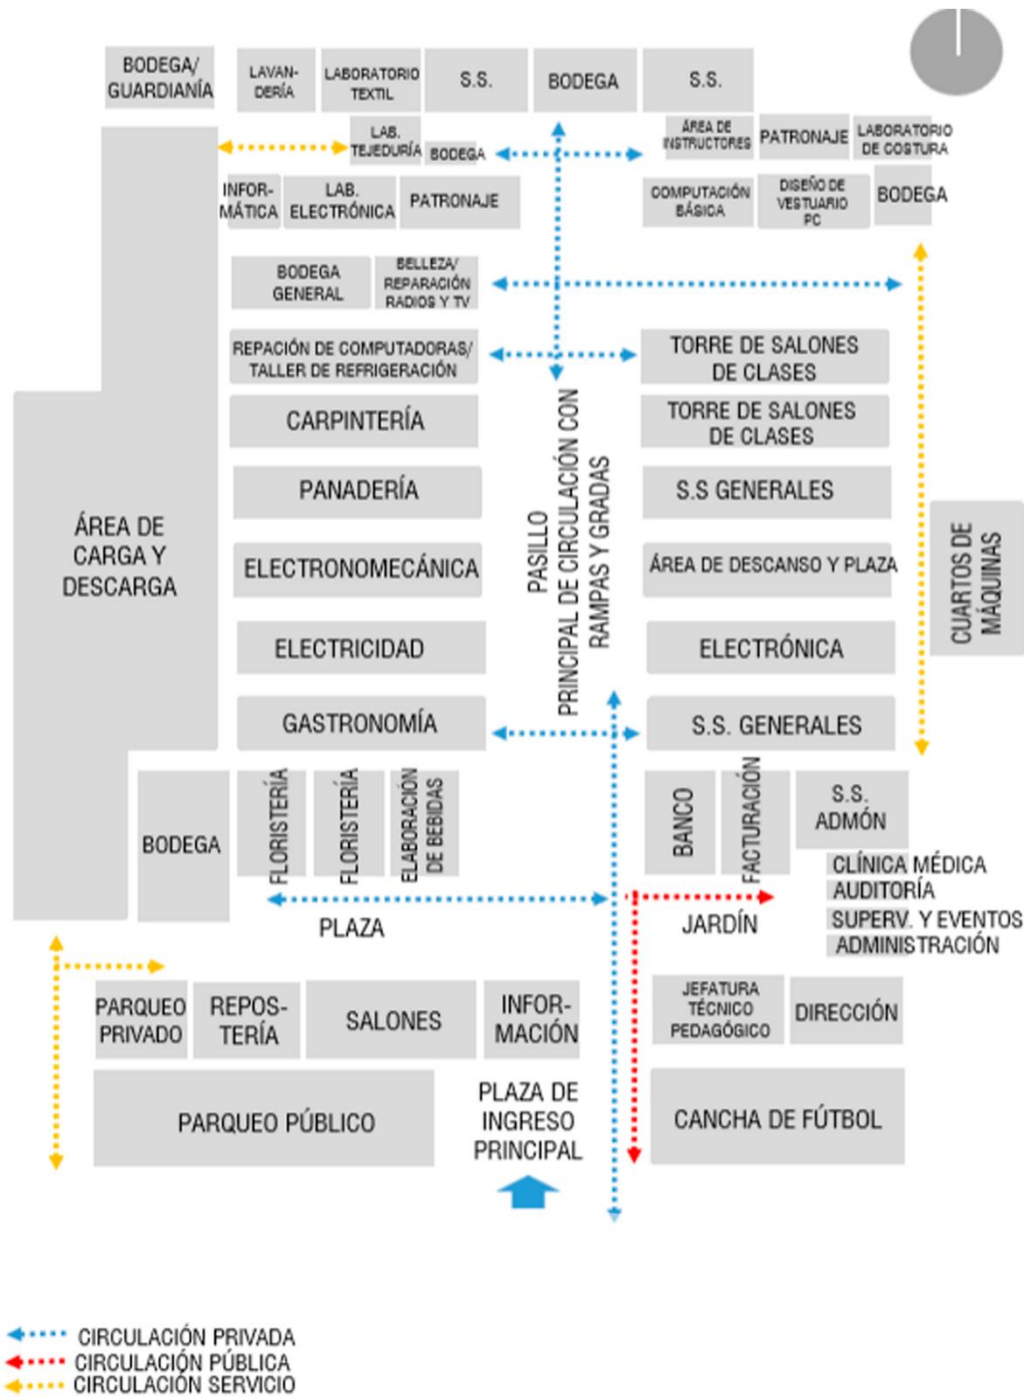 BODEGA/
GUARDIANÍA
LAVAN-
DERÍA
LABORATORIO
TEXTIL
S.S.
BODEGA
S.S.
LAB.
TEJEDURÍA
BODEGA
ÁREA DE
INSTRUCTORES
PATRONAJE
LABORATORIO
DE COSTURA
INFOR-
MÁTICA
LAB.
ELECTRÓNICA
PATRONAJE
COMPUTACIÓN
BÁSICA
DISEÑO DE
VESTUARIO
PC
BODEGA
BODEGA
GENERAL
BELLEZA/
REPARACIÓN
RADIOS Y TV
REPACIÓN DE COMPUTADORAS/
TALLER DE REFRIGERACIÓN
TORRE DE SALONES
DE CLASES
CARPINTERÍA
TORRE DE SALONES
DE CLASES
PANADERÍA
S.S GENERALES
ÁREA DE
CARGA Y
DESCARGA
ELECTRONOMECÁNICA
PASILLO
PRINCIPAL DE CIRCULACIÓN CON
RAMPAS Y GRADAS
ÁREA DE DESCANSO Y PLAZA
CUARTOS DE
MÁQUINAS
ELECTRICIDAD
ELECTRÓNICA
GASTRONOMÍA
S.S. GENERALES
BODEGA
FLORISTERÍA
FLORISTERÍA
ELABORACIÓN
DE BEBIDAS
BANCO
FACTURACIÓN
S.S.
ADMÓN
CLÍNICA MÉDICA
AUDITORÍA
SUPERV. Y EVENTOS
ADMINISTRACIÓN
PLAZA
JARDÍN
PARQUEO
PRIVADO
REPOS-
TERÍA
SALONES
INFOR-
MACIÓN
JEFATURA
TÉCNICO
PEDAGÓGICO
DIRECCIÓN
PARQUEO PÚBLICO
PLAZA DE
INGRESO
PRINCIPAL
CANCHA DE FÚTBOL
CIRCULACIÓN PRIVADA
CIRCULACIÓN PÚBLICA
CIRCULACIÓN SERVICIO